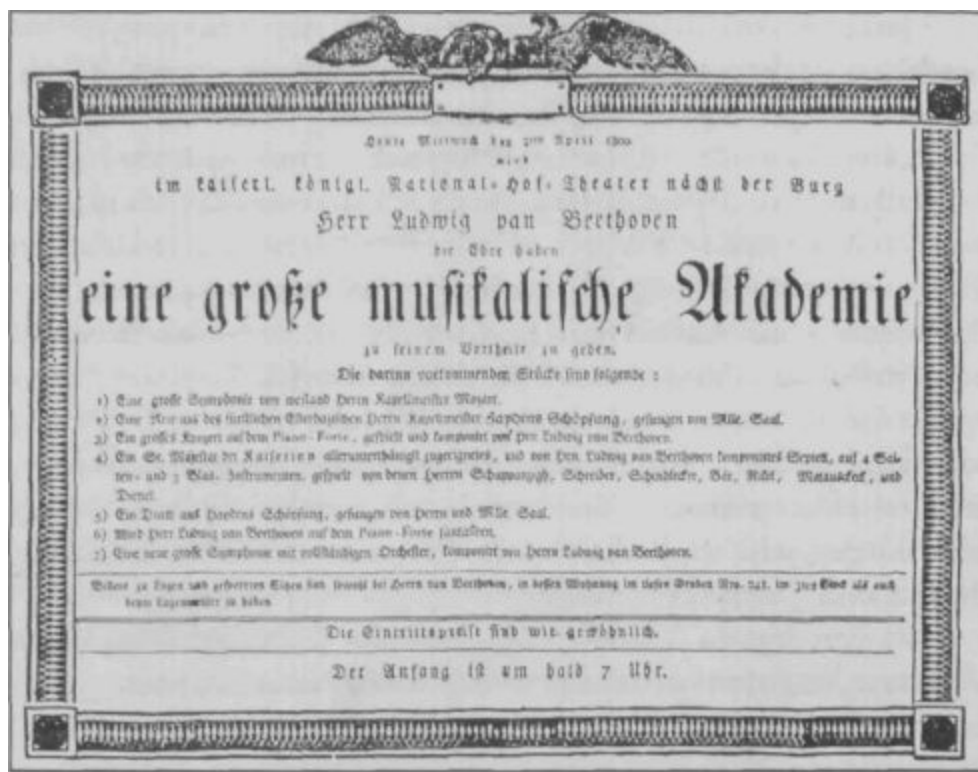 Heute Mittwoch den 2ten April 1800
wird
im kaiserl. königl. National-Hof-Theater nächst der Burg
Herr Ludwig van Beethoven
die Ehre haben
eine große musikalische Akademie
zu seinem Vortheile zu geben.
Die darinn vorkommenden Stücke sind folgende:
1) Eine große Symphonie von weiland Herrn Kapellmeister Mozart.
2) Eine Arie aus des fürstlichen Esterhazischen Herrn Kapellmeister Haydens Schöpfung, gesungen von Mlle. Saal.
3) Ein großes Konzert auf dem Piano-Forte, gespielt und komponirt von Hrn. Ludwig van Beethoven.
4) Ein Sr. Majestät der Kaiserinn allerunterthänigst zugeeignetes, und von Hrn. Ludwig van Beethoven komponirtes Septett, auf 4 Sai-
ten- und 3 Blas-Instrumenten, gespielt von denen Herren Schuppanzigh, Schreiber, Schindlecker, Bär, Nickl, Matauschek, und
Dietzel.
5) Ein Duett aus Haydens Schöpfung, gesungen von Herrn und Mlle. Saal.
6) Wird Herr Ludwig van Beethoven auf dem Piano-Forte fantasiren.
7) Eine neue große Symphonie mit vollständigem Orchester, komponirt von Herrn Ludwig van Beethoven.
Billete zu Logen und gesperrten Sitzen sind sowohl bei Herrn van Beethoven, in dessen Wohnung im tiefen Graben Nro. 241. im 3ten Stock als auch
beym Logenmeister zu haben
Die Eintrittspreise sind wie gewöhnlich.
Der Anfang ist um halb 7 Uhr.